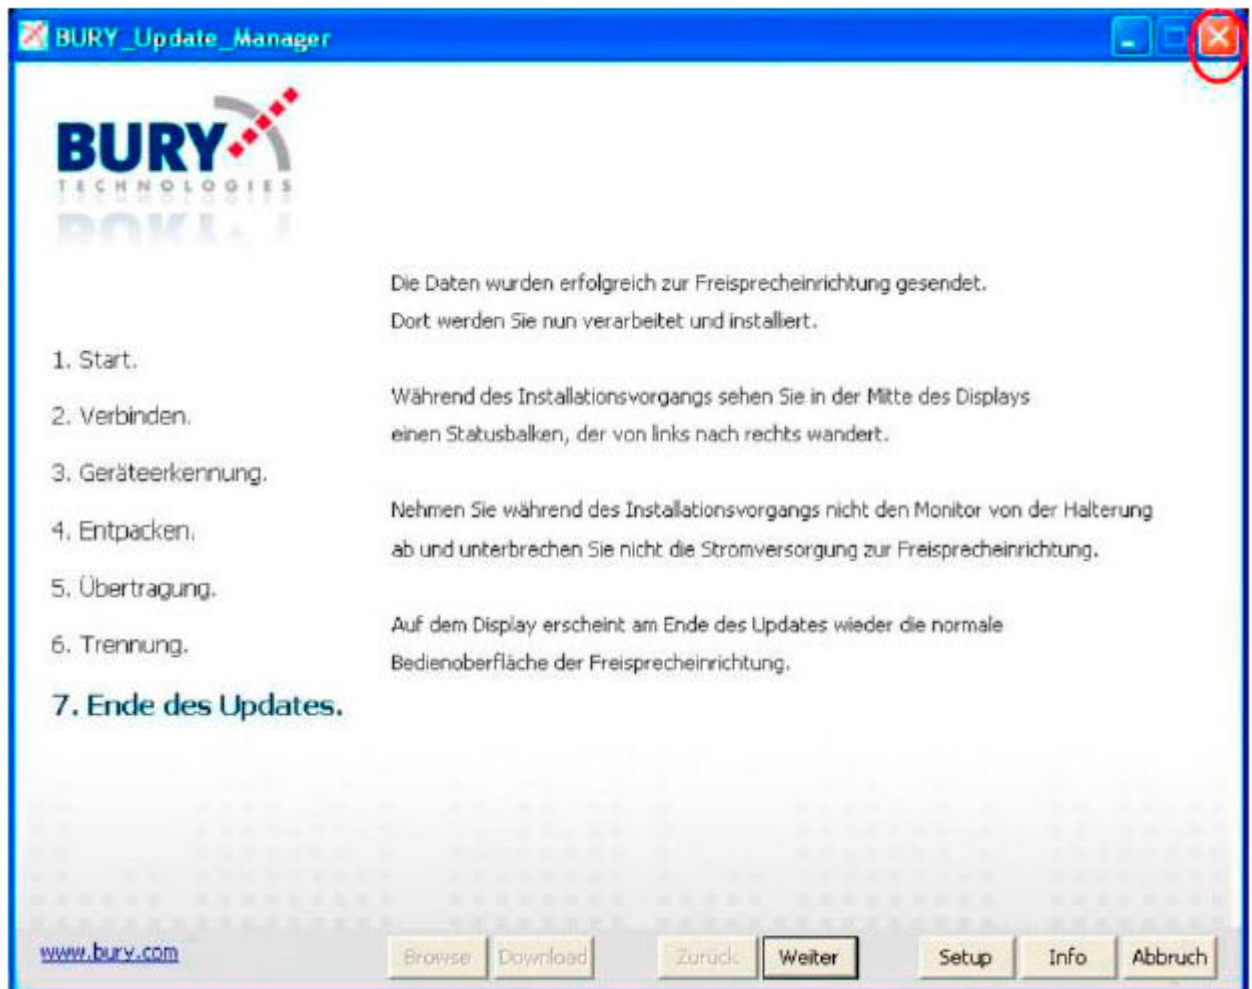 BURY_Update_Manager
BURY
TECHNOLOGIES
Die Daten wurden erfolgreich zur Freisprecheinrichtung gesendet.
Dort werden Sie nun verarbeitet und installiert.
Während des Installationsvorgangs sehen Sie in der Mitte des Displays
einen Statusbalken, der von links nach rechts wandert.
Nehmen Sie während des Installationsvorgangs nicht den Monitor von der Halterung
ab und unterbrechen Sie nicht die Stromversorgung zur Freisprecheinrichtung.
Auf dem Display erscheint am Ende des Updates wieder die normale
Bedienoberfläche der Freisprecheinrichtung.
1. Start.
2. Verbinden.
3. Geräteerkennung.
4. Entpacken.
5. Übertragung.
6. Trennung.
7. Ende des Updates.
www.bury.com
Browse Download Zurück Weiter Setup Info Abbruch